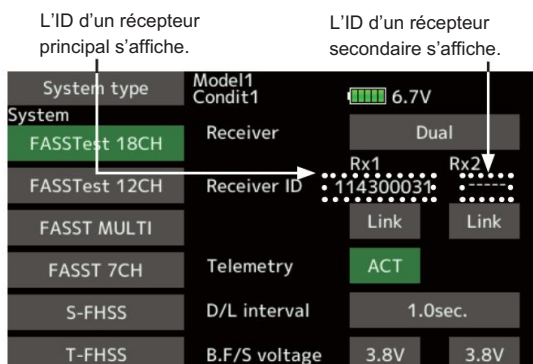 L’ID d’un récepteur
principal s’affiche.
L’ID d’un récepteur
secondaire s’affiche.
System type
Model1
Condit1
6.7V
System
FASSTest 18CH
Receiver
Dual
Rx1
Rx2
FASSTest 12CH
Receiver ID
114300031
-----
FASST MULTI
Link
Link
FASST 7CH
Telemetry
ACT
S-FHSS
D/L interval
1.0sec.
T-FHSS
B.F/S voltage
3.8V
3.8V